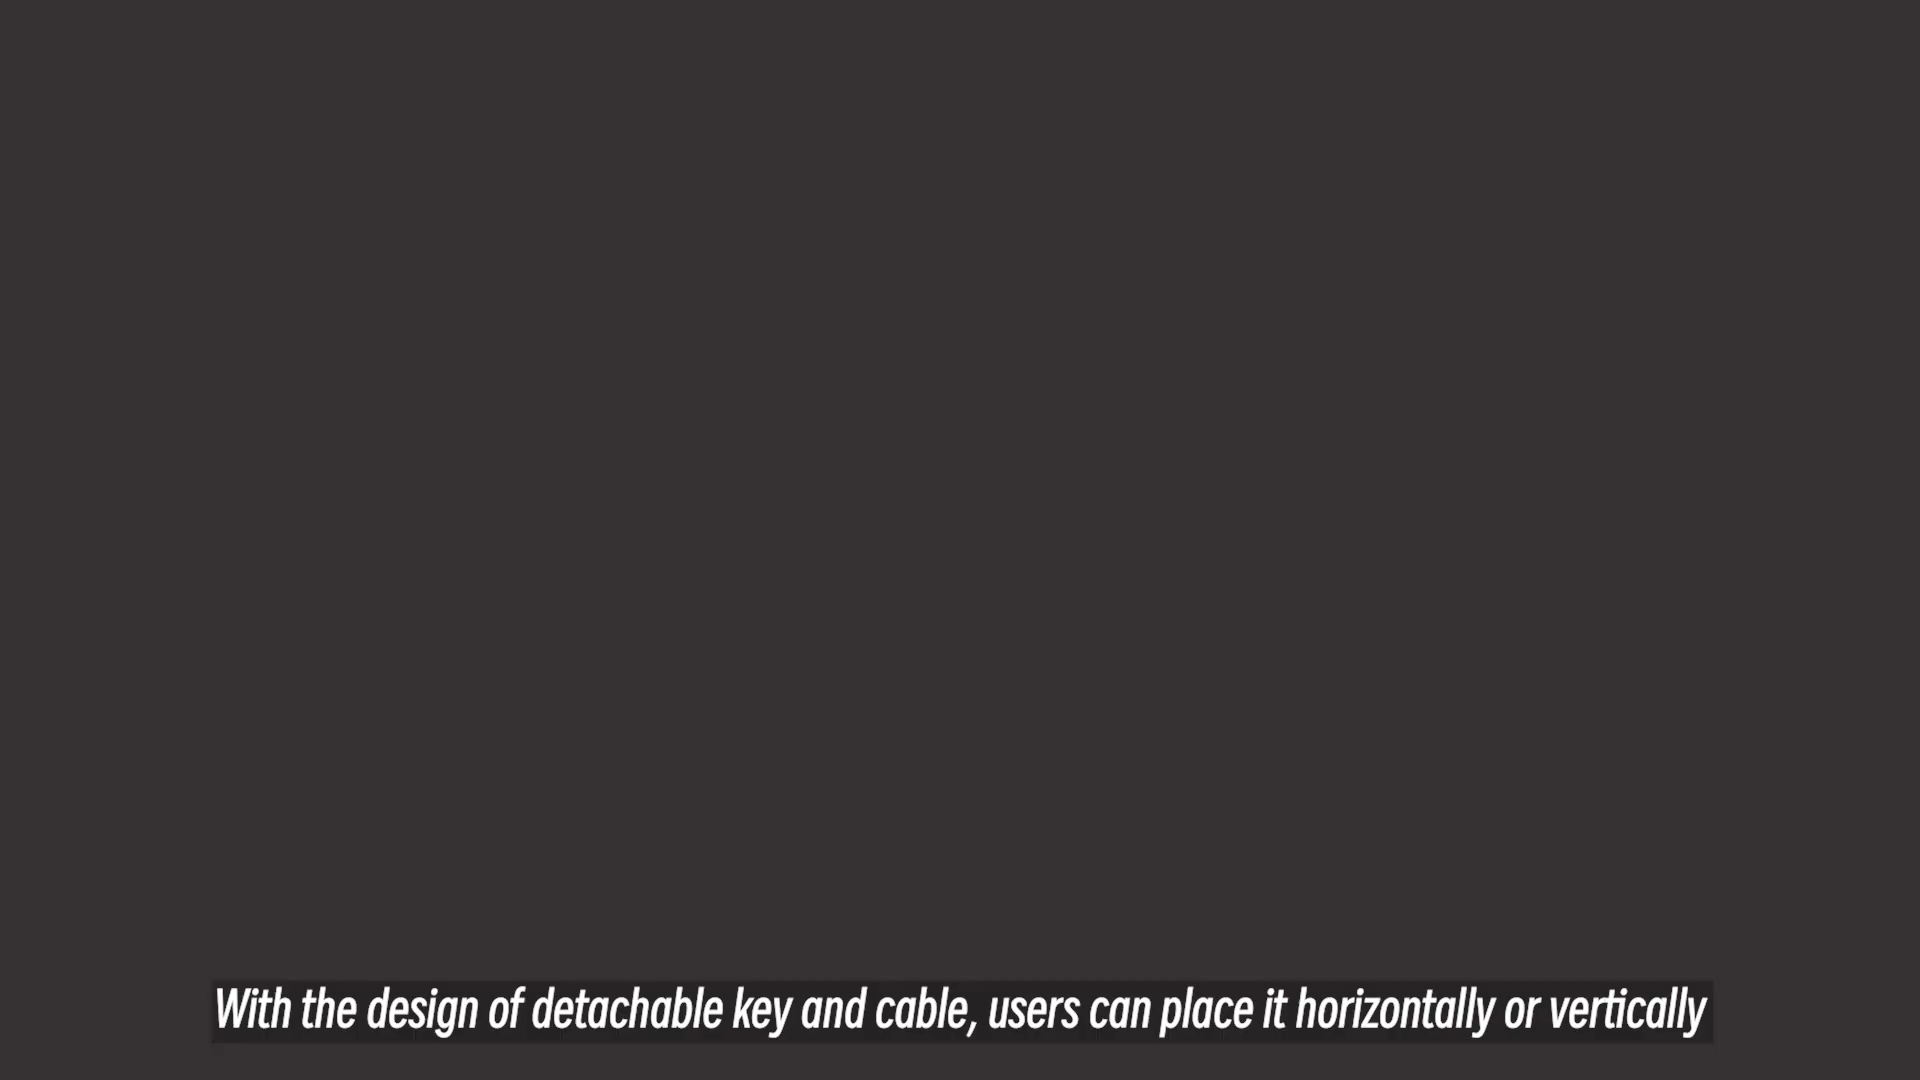 With the design of detachable key and cable, users can place it horizontally or vertically